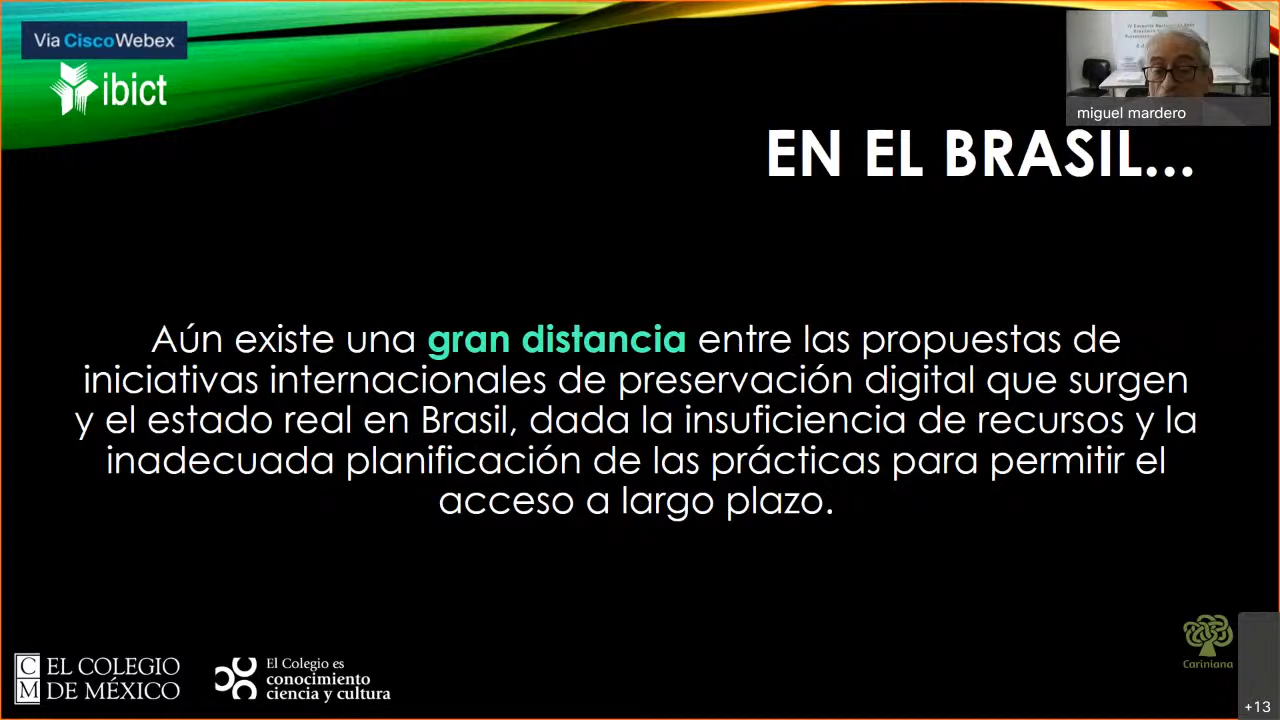 Vía CiscoWebex
ibict
miguel mardero
EN EL BRASIL...
Aún existe una gran distancia entre las propuestas de
iniciativas internacionales de preservación digital que surgen
y el estado real en Brasil, dada la insuficiencia de recursos y la
inadecuada planificación de las prácticas para permitir el
acceso a largo plazo.
Cariniana
C M EL COLEGIO
DE MÉXICO
El Colegio es
conocimiento
ciencia y cultura
+13